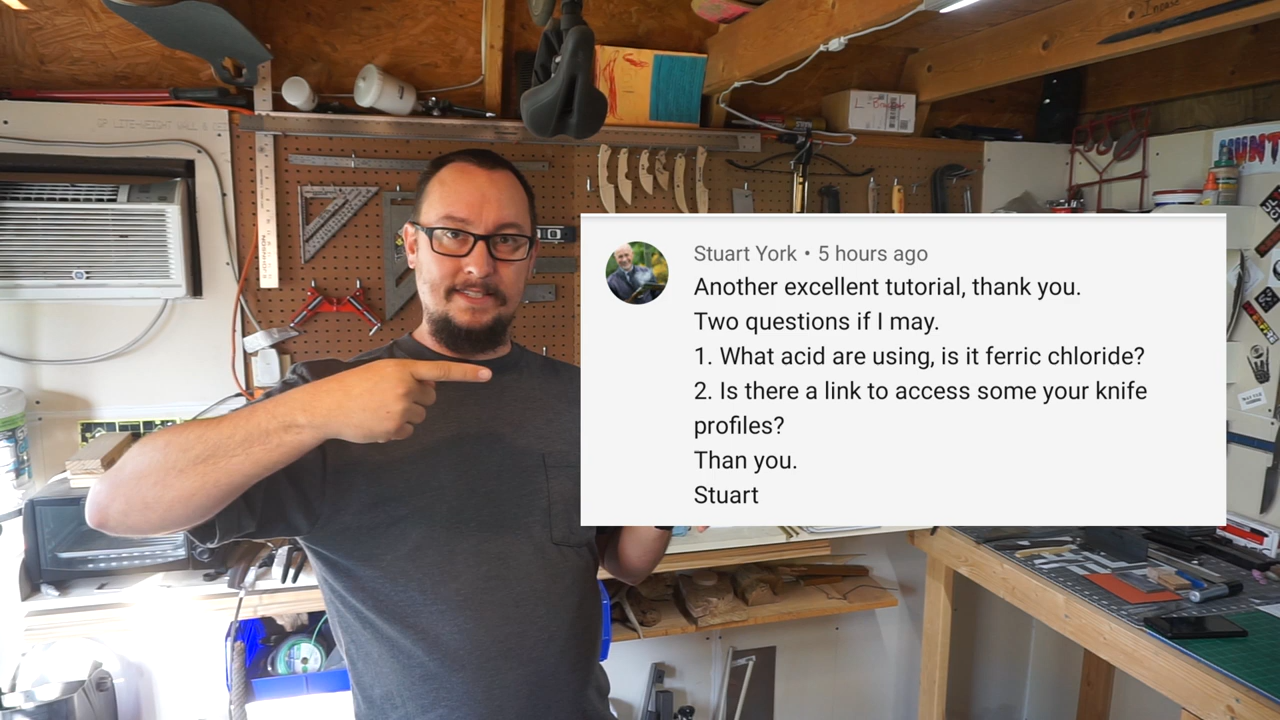 Stuart York • 5 hours ago
Another excellent tutorial, thank you.
Two questions if I may.
1. What acid are using, is it ferric chloride?
2. Is there a link to access some your knife
profiles?
Than you.
Stuart
HUNT